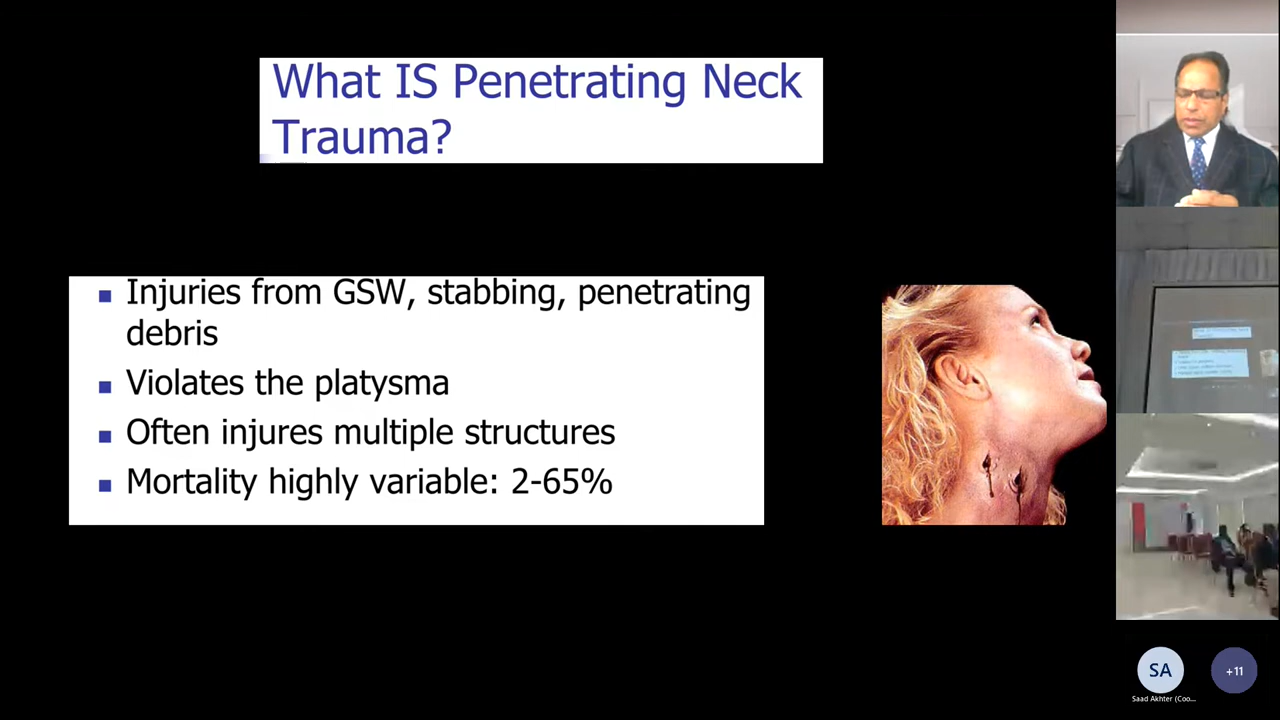 What IS Penetrating Neck
Trauma?
Injuries from GSW, stabbing, penetrating
debris
Violates the platysma
Often injures multiple structures
Mortality highly variable: 2-65%
SA
+11
Saad Akhter (Coo...